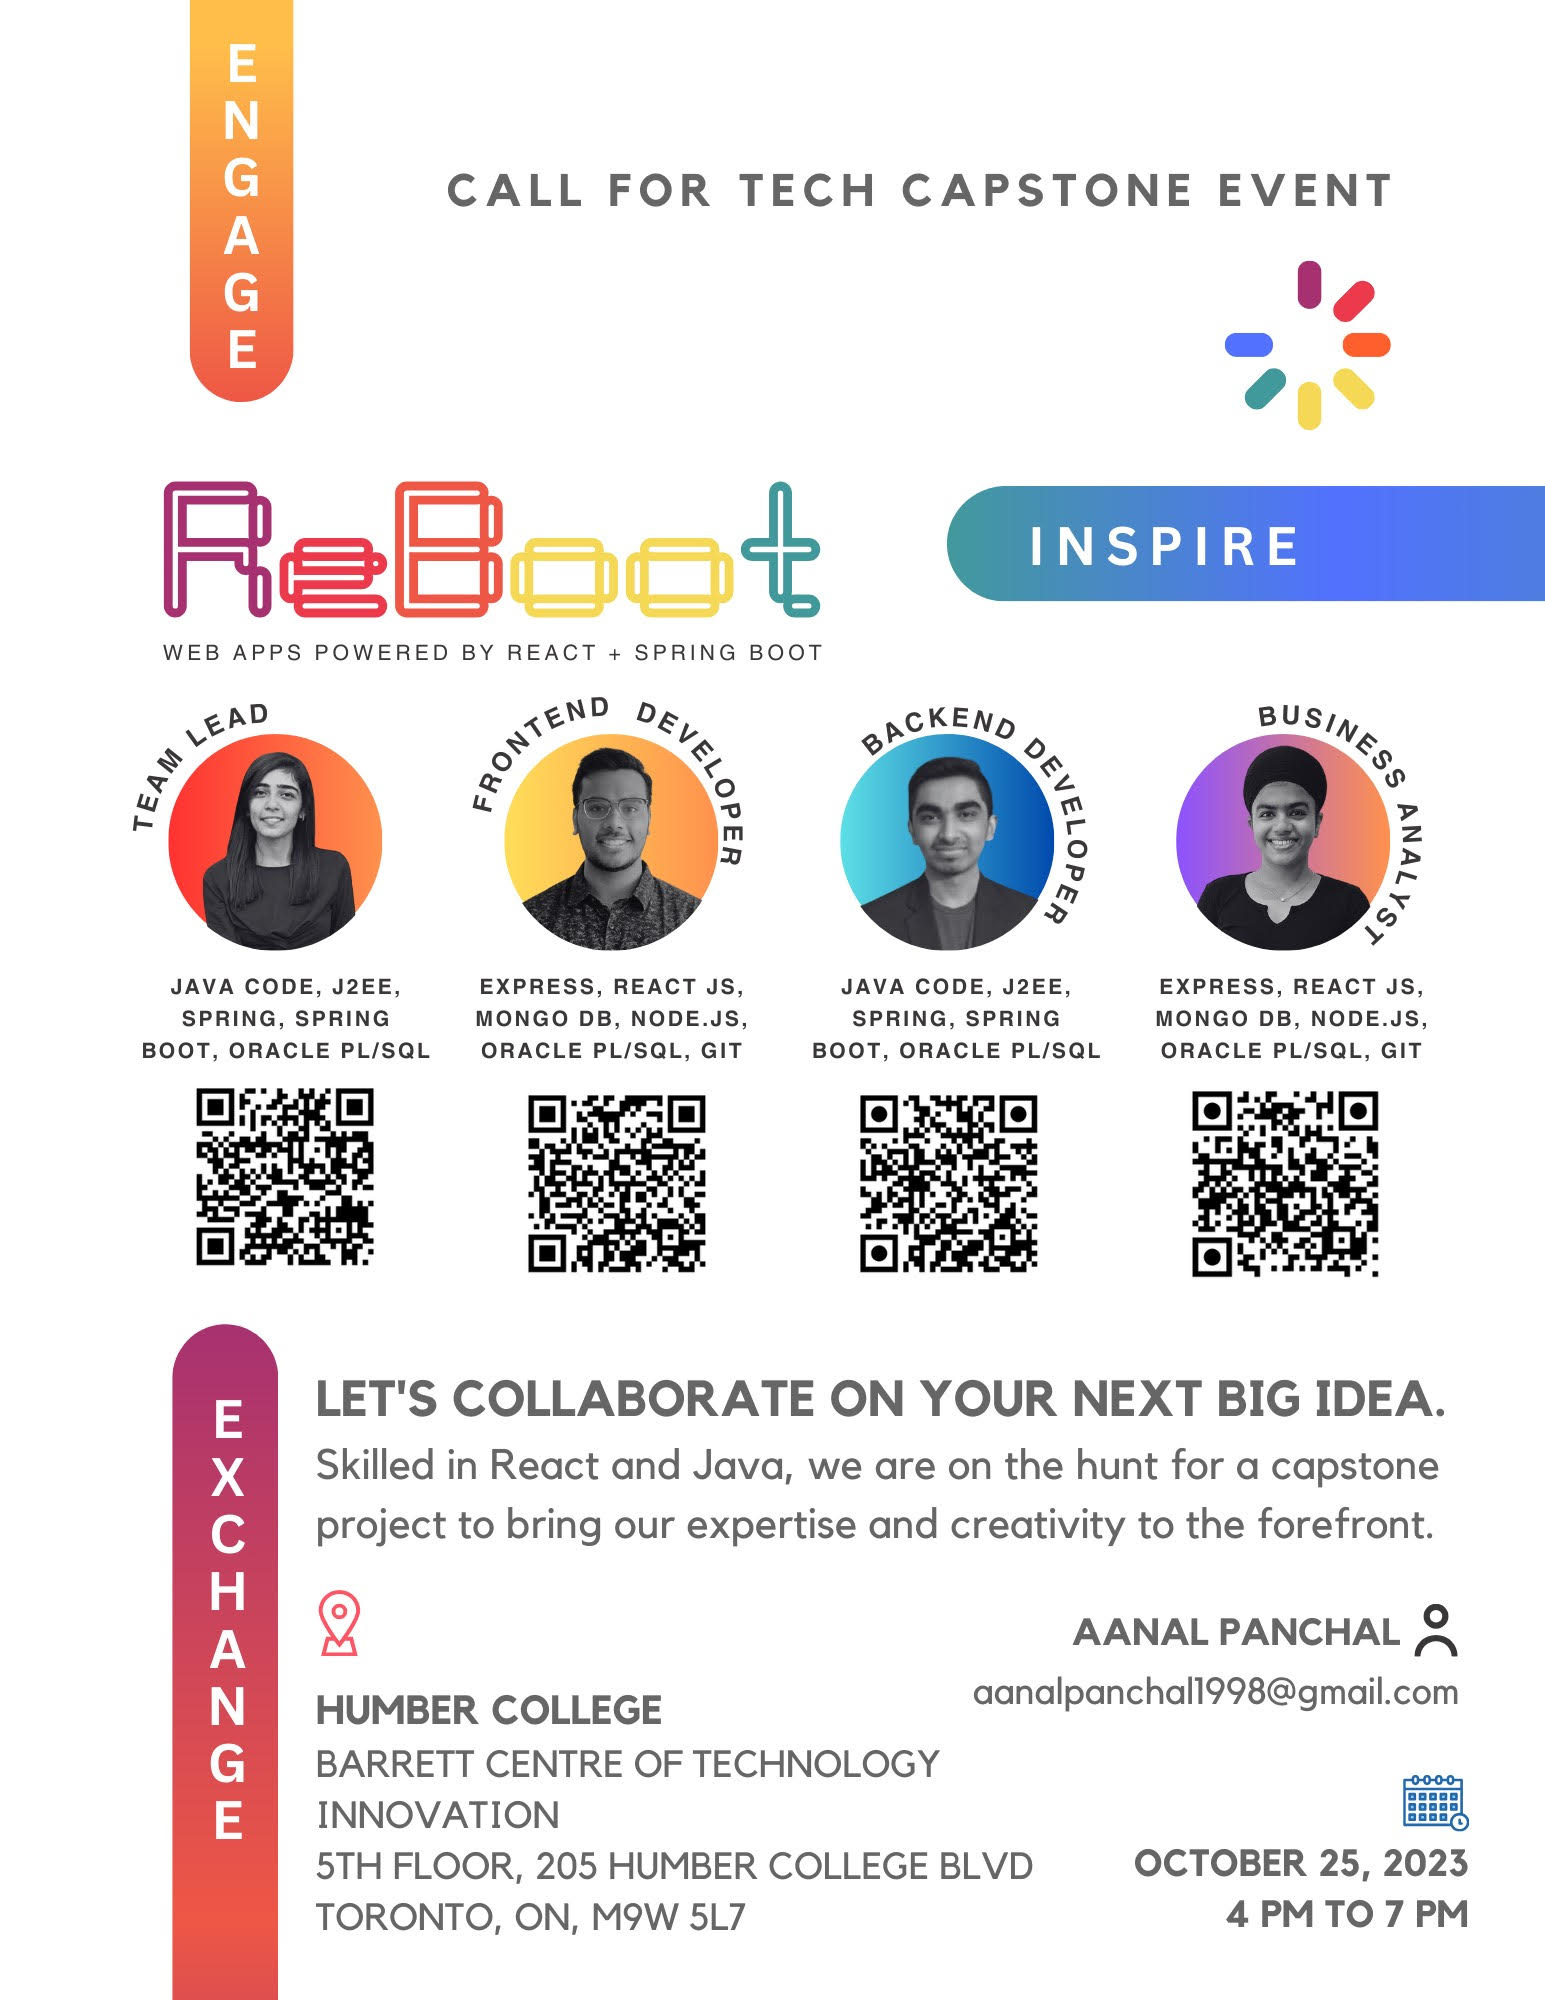 ENGAGE
CALL FOR TECH CAPSTONE EVENT
ReBoot
INSPIRE
WEB APPS POWERED BY REACT + SPRING BOOT
TEAM LEAD
FRONTEND DEVELOPER
BACKEND DEVELOPER
BUSINESS ANALYST
JAVA CODE, J2EE,
SPRING, SPRING
BOOT, ORACLE PL/SQL
EXPRESS, REACT JS,
MONGO DB, NODE.JS,
ORACLE PL/SQL, GIT
JAVA CODE, J2EE,
SPRING, SPRING
BOOT, ORACLE PL/SQL
EXPRESS, REACT JS,
MONGO DB, NODE.JS,
ORACLE PL/SQL, GIT
EXCHANGE
LET'S COLLABORATE ON YOUR NEXT BIG IDEA.
Skilled in React and Java, we are on the hunt for a capstone
project to bring our expertise and creativity to the forefront.
AANAL PANCHAL
aanalpanchal1998@gmail.com
HUMBER COLLEGE
BARRETT CENTRE OF TECHNOLOGY
INNOVATION
5TH FLOOR, 205 HUMBER COLLEGE BLVD
TORONTO, ON, M9W 5L7
OCTOBER 25, 2023
4 PM TO 7 PM